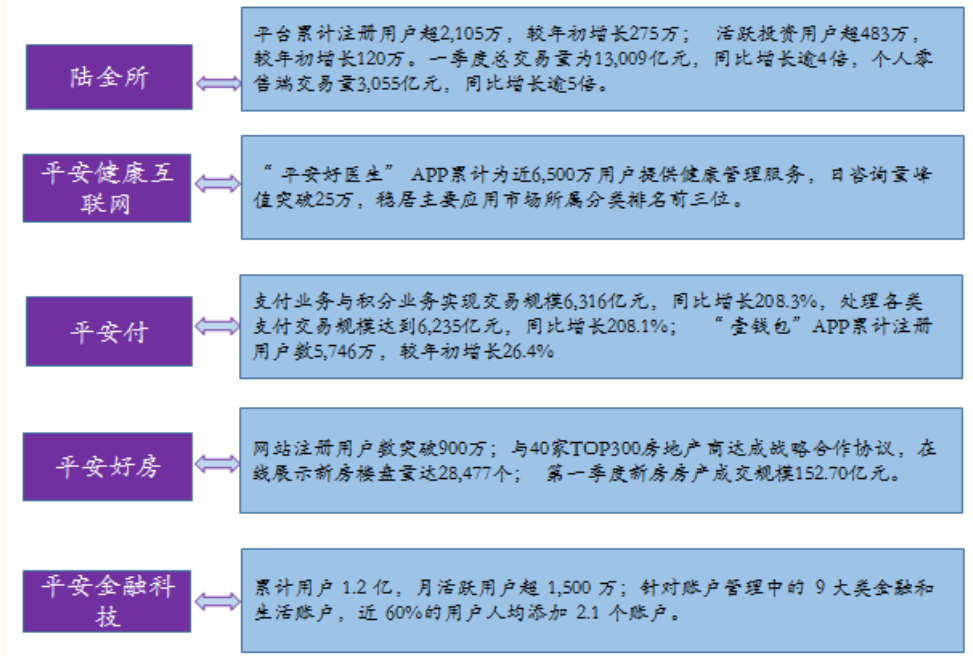 陆金所
平台累计注册用户超2,105万，较年初增长275万； 活跃投资用户超483万，
较年初增长120万。一季度总交易量为13,009亿元，同比增长逾4倍，个人零
售端交易量3,055亿元，同比增长逾5倍。
平安健康互
联网
“平安好医生” APP累计为近6,500万用户提供健康管理服务，日咨询量峰
值突破25万，稳居主要应用市场所属分类排名前三位。
平安付
支付业务与积分业务实现交易规模6,316亿元，同比增长208.3%，处理各类
支付交易规模达到6,235亿元，同比增长208.1%； “壹钱包”APP累计注册
用户数5,746万，较年初增长26.4%
平安好房
网站注册用户数突破900万；与40家TOP300房地产商达成战略合作协议，在
线展示新房楼盘量达28,477个； 第一季度新房房产成交规模152.70亿元。
平安金融科
技
累计用户 1.2 亿，月活跃用户超 1,500 万；针对账户管理中的 9 大类金融和
生活账户，近 60%的用户人均添加 2.1 个账户。